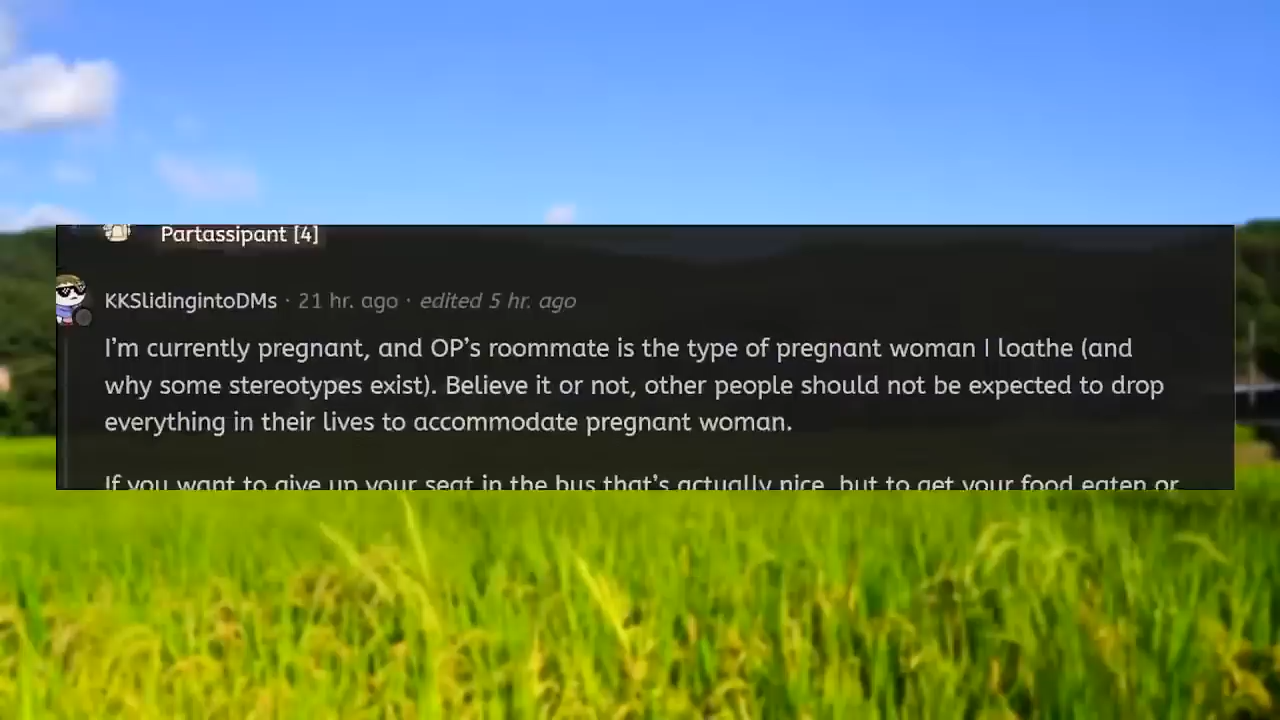 Partassipant [4]
KKSlidingintoDMs · 21 hr. ago · edited 5 hr. ago
I’m currently pregnant, and OP’s roommate is the type of pregnant woman I loathe (and
why some stereotypes exist). Believe it or not, other people should not be expected to drop
everything in their lives to accommodate pregnant woman.
If you want to give up your seat in the bus that’s actually nice, but to get your food eaten or